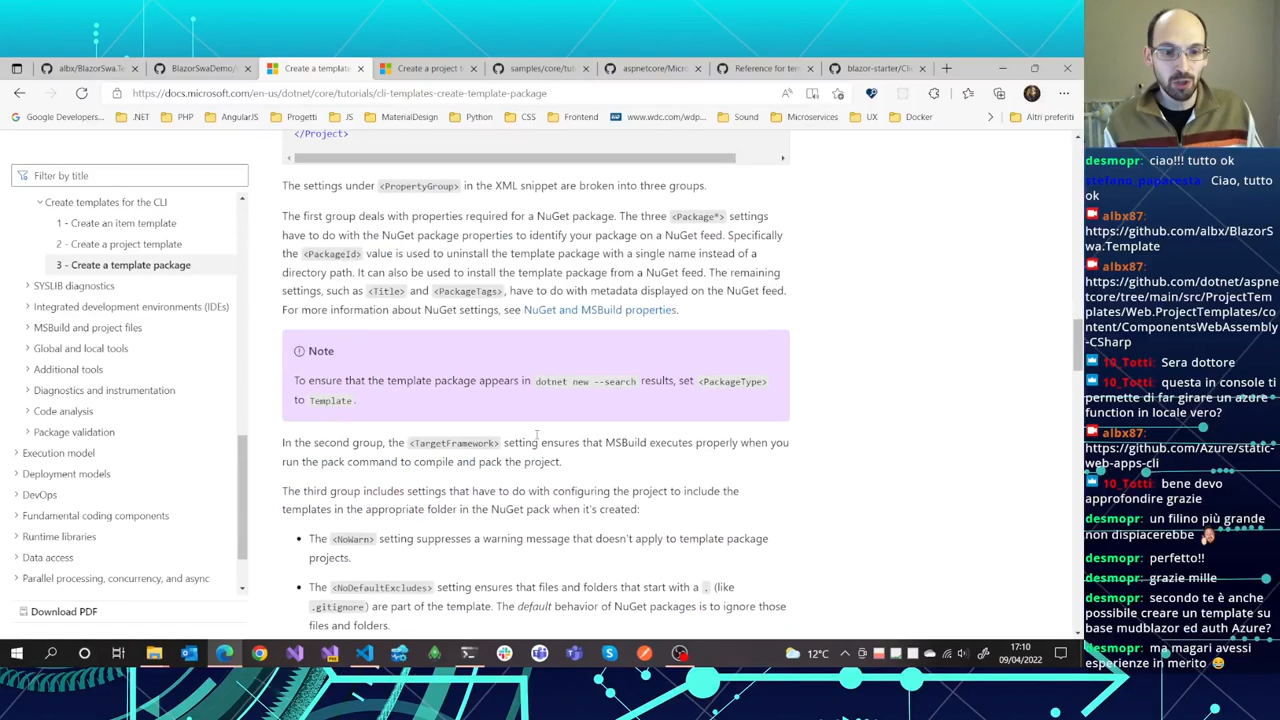 albx/BlazorSwa.Te
BlazorSwaDemo/
Create a template
Create a project t
samples/core/tut
aspnetcore/Micr
Reference for tem
blazor-starter/Clie
https://docs.microsoft.com/en-us/dotnet/core/tutorials/cli-templates-create-template-package
Google Developers...
.NET
PHP
AngularJS
Progetti
JS
MaterialDesign
Python
CSS
Frontend
www.wdc.com/wdp...
Sound
Microservices
UX
Docker
Altri preferiti
Filter by title
Create templates for the CLI
1 - Create an item template
2 - Create a project template
3 - Create a template package
SYSLIB diagnostics
Integrated development environments (IDEs)
MSBuild and project files
Global and local tools
Additional tools
Diagnostics and instrumentation
Code analysis
Package validation
Execution model
Deployment models
DevOps
Fundamental coding components
Runtime libraries
Data access
Parallel processing, concurrency, and async
Download PDF
</Project>
The settings under <PropertyGroup> in the XML snippet are broken into three groups.
The first group deals with properties required for a NuGet package. The three <Package*> settings
have to do with the NuGet package properties to identify your package on a NuGet feed. Specifically
the <PackageId> value is used to uninstall the template package with a single name instead of a
directory path. It can also be used to install the template package from a NuGet feed. The remaining
settings, such as <Title> and <PackageTags>, have to do with metadata displayed on the NuGet feed.
For more information about NuGet settings, see NuGet and MSBuild properties.
Note
To ensure that the template package appears in dotnet new --search results, set <PackageType>
to Template.
In the second group, the <TargetFramework> setting ensures that MSBuild executes properly when you
run the pack command to compile and pack the project.
The third group includes settings that have to do with configuring the project to include the
templates in the appropriate folder in the NuGet pack when it's created:
• The <NoWarn> setting suppresses a warning message that doesn't apply to template package
projects.
• The <NoDefaultExcludes> setting ensures that files and folders that start with a . (like
.gitignore) are part of the template. The default behavior of NuGet packages is to ignore those
files and folders.
12°C
17:10
09/04/2022
desmopr: ciao!!! tutto ok
stefano_paparesta: Ciao, tutto
ok
albx87:
https://github.com/albx/BlazorS
wa.Template
albx87:
https://github.com/dotnet/aspne
tcore/tree/main/src/ProjectTem
plates/Web.ProjectTemplates/co
ntent/ComponentsWebAssembly
-CSharp
10_Totti: Sera dottore
10_Totti: questa in console ti
permette di far girare un azure
function in locale vero?
albx87:
https://github.com/Azure/static-
web-apps-cli
10_Totti: bene devo
approfondire grazie
desmopr: un filino più grande
non dispiacerebbe
desmopr: perfetto!!
desmopr: grazie mille
desmopr: secondo te è anche
possibile creare un template su
base mudblazor ed auth Azure?
desmopr: ma magari avessi
esperienze in merito